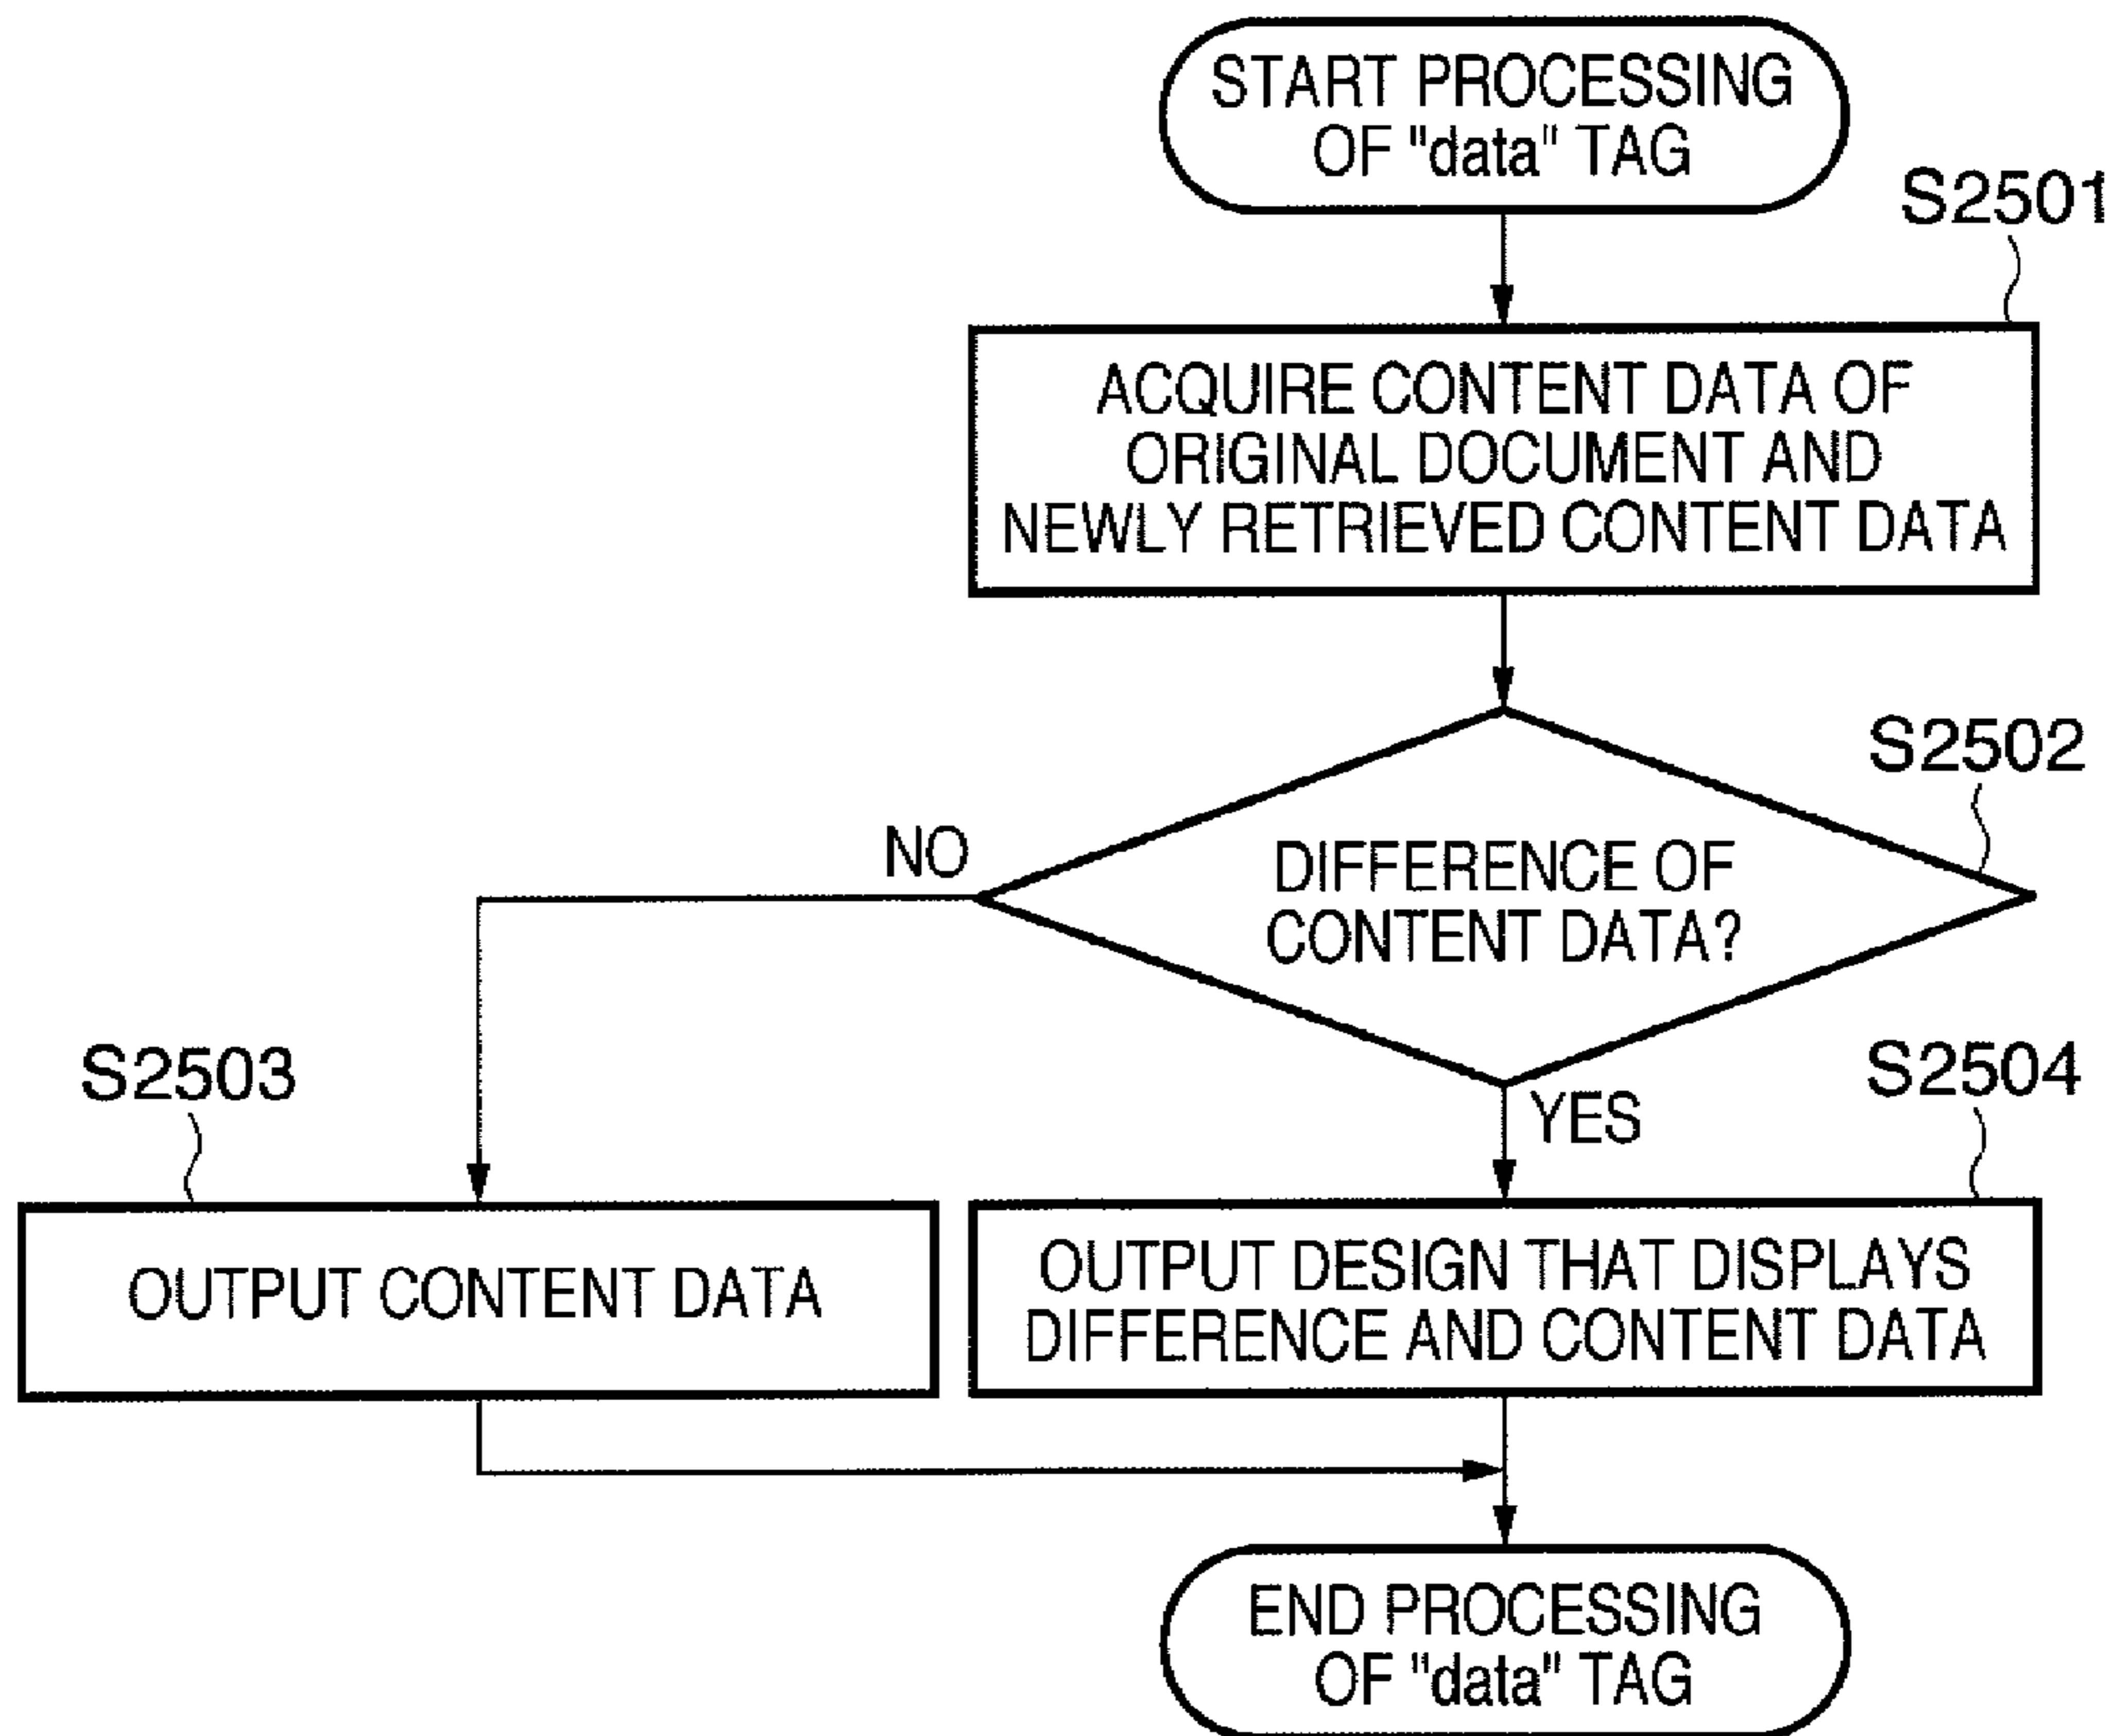 START PROCESSING
OF "data" TAG
S2501
ACQUIRE CONTENT DATA OF
ORIGINAL DOCUMENT AND
NEWLY RETRIEVED CONTENT DATA
S2502
NO
DIFFERENCE OF
CONTENT DATA?
S2503
YES
S2504
OUTPUT CONTENT DATA
OUTPUT DESIGN THAT DISPLAYS
DIFFERENCE AND CONTENT DATA
END PROCESSING
OF "data" TAG